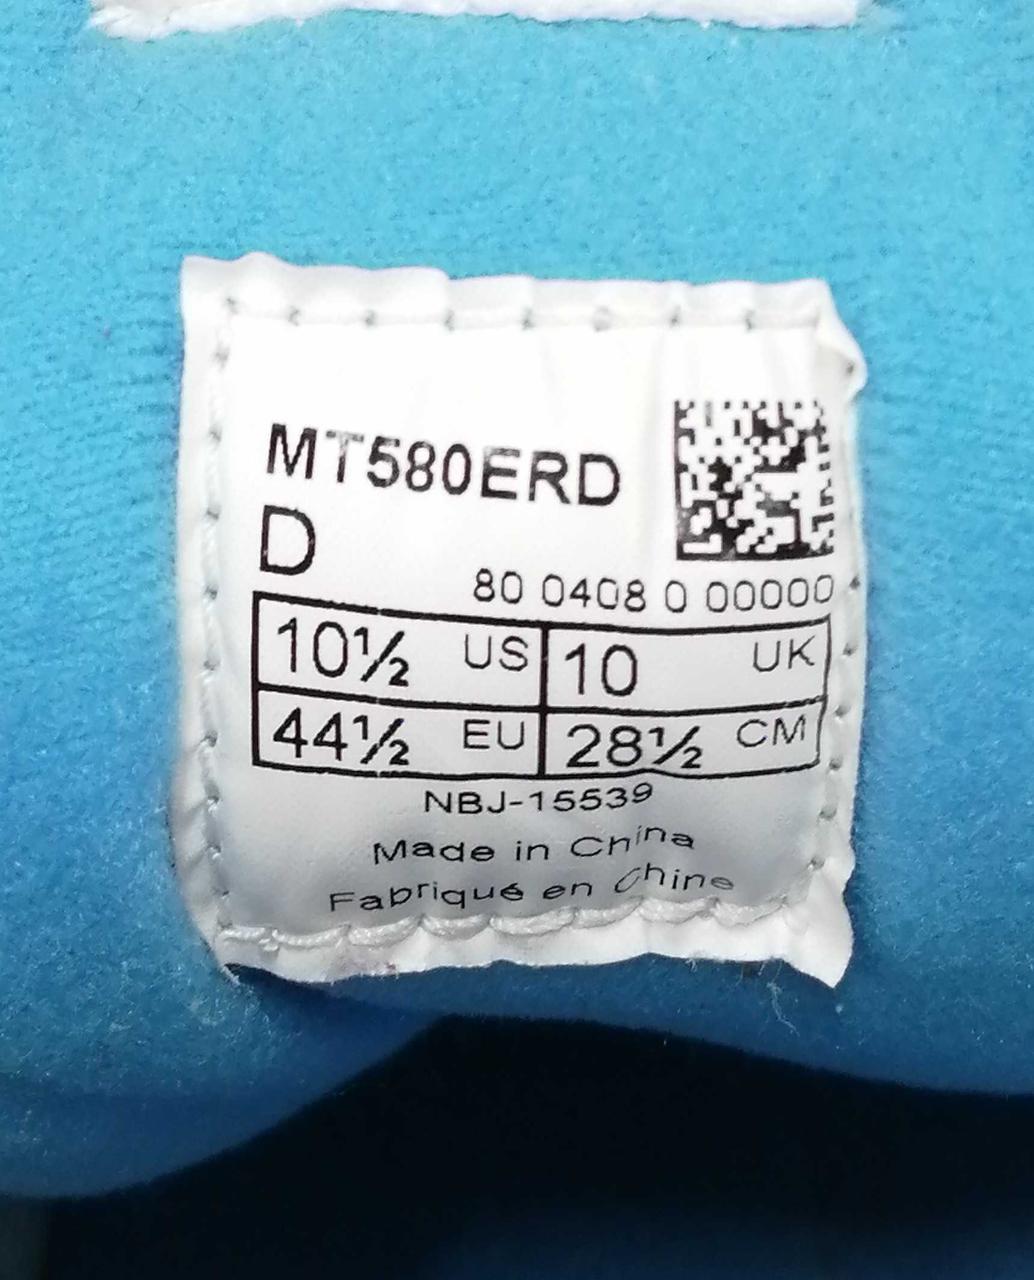 MT580ERD
D
80 0408 0 00000
10½ US 10 UK
44½ EU 28½ CM
NBJ-15539
Made in China
Fabriqué en Chine